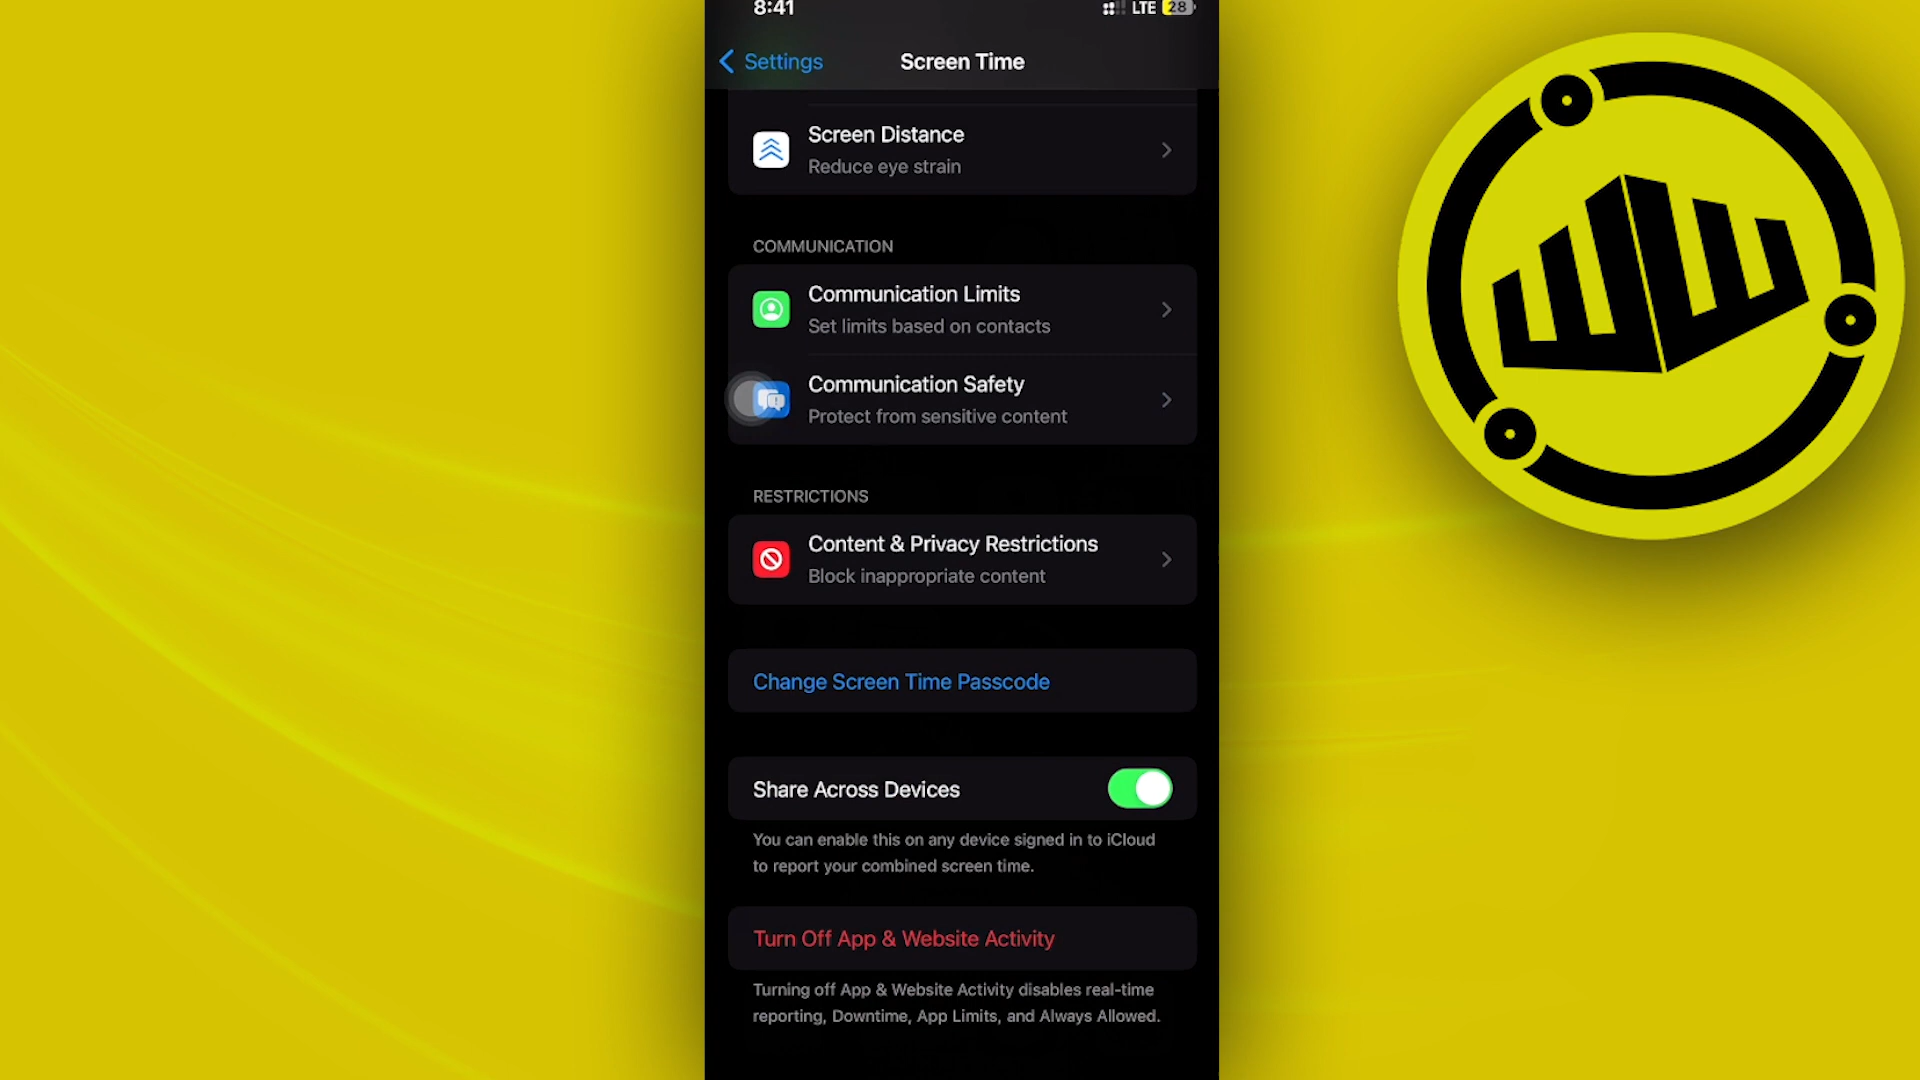 8:41
LTE 28
Settings
Screen Time
Screen Distance
Reduce eye strain
COMMUNICATION
Communication Limits
Set limits based on contacts
Communication Safety
Protect from sensitive content
RESTRICTIONS
Content & Privacy Restrictions
Block inappropriate content
Change Screen Time Passcode
Share Across Devices
You can enable this on any device signed in to iCloud
to report your combined screen time.
Turn Off App & Website Activity
Turning off App & Website Activity disables real-time
reporting, Downtime, App Limits, and Always Allowed.